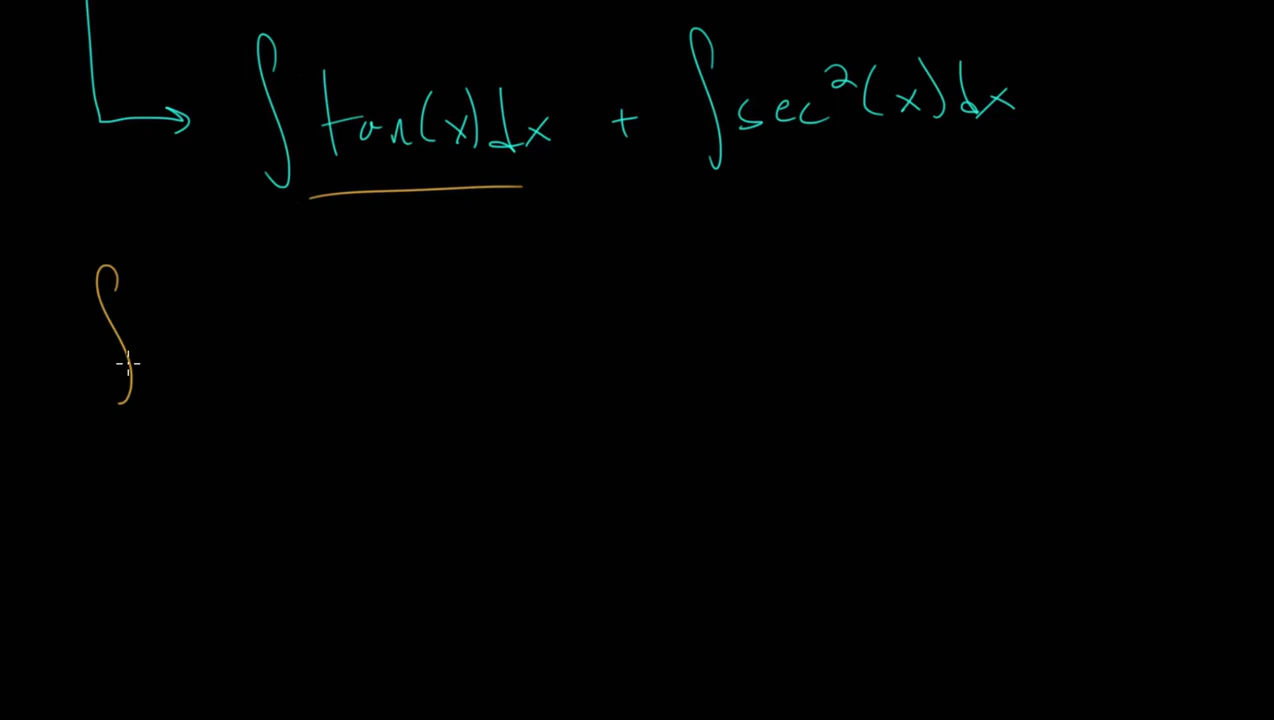 ∫ tan(x)dx + ∫ sec²(x)dx
∫